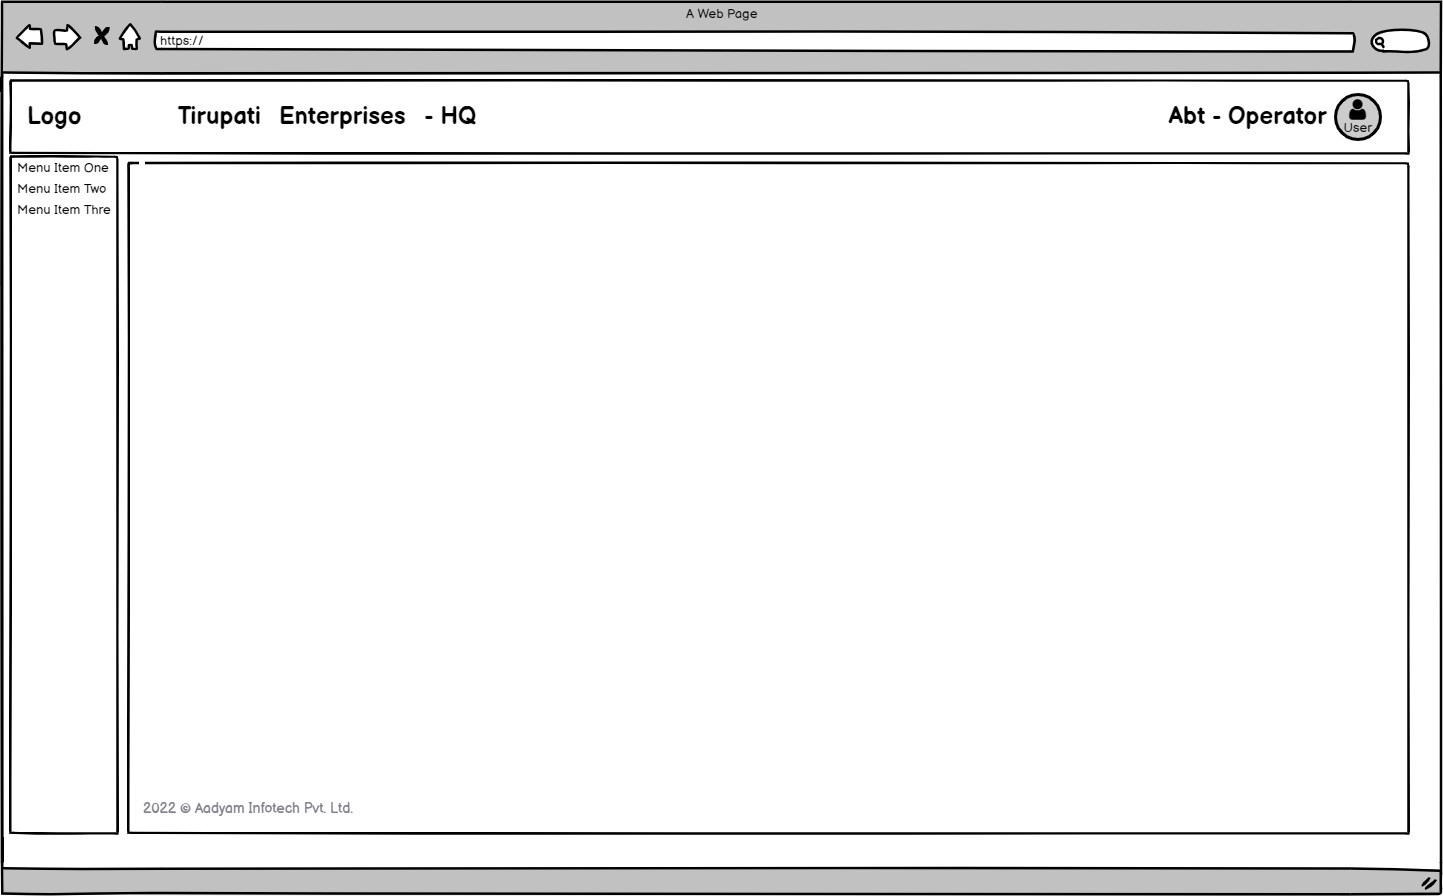 A Web Page
https://
Logo
Tirupati Enterprises - HQ
Abt - Operator
User
Menu Item One
Menu Item Two
Menu Item Thre
2022 © Aadyam Infotech Pvt. Ltd.